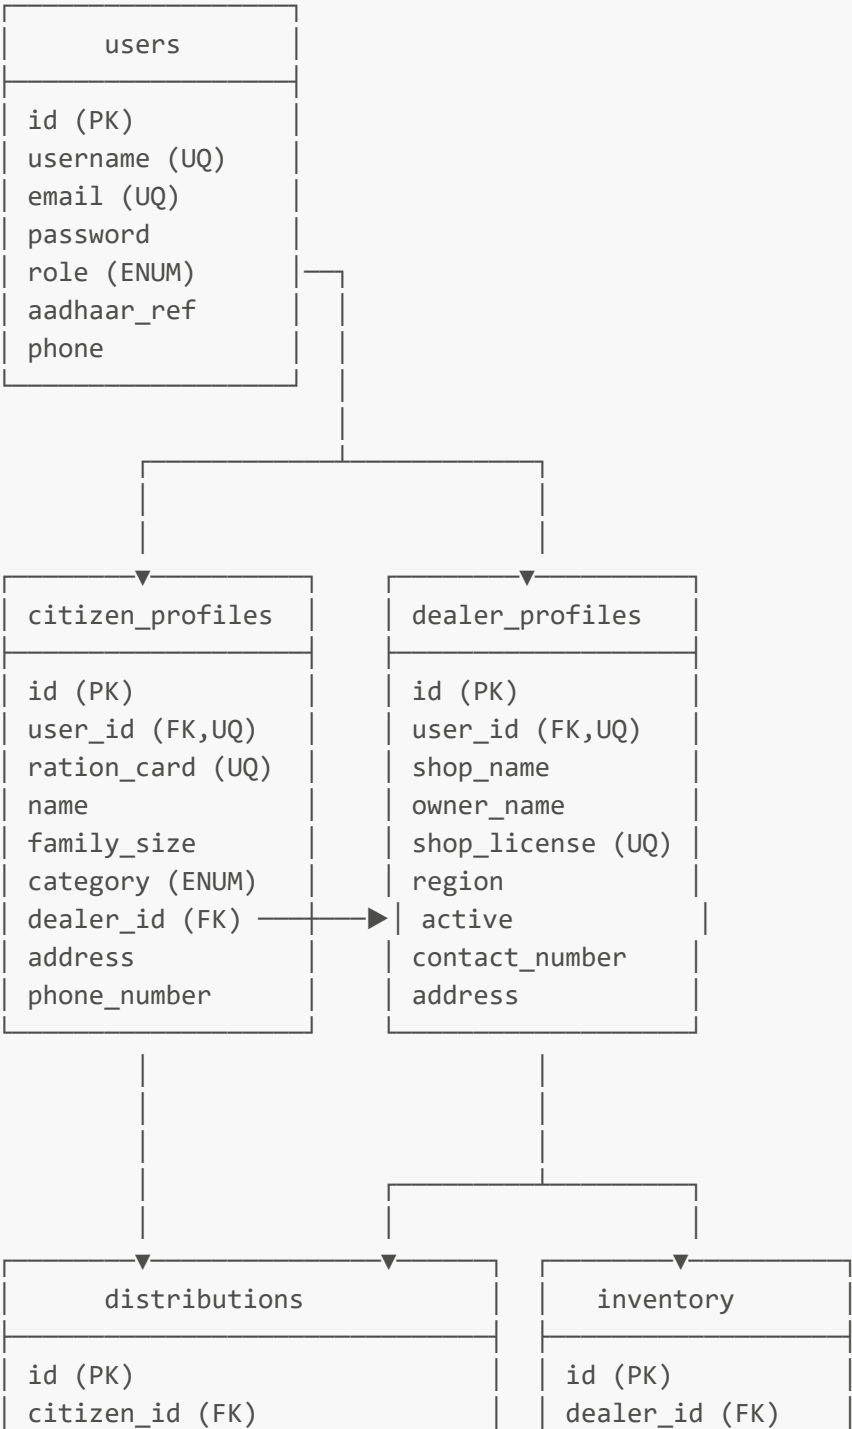 users
id (PK)
username (UQ)
email (UQ)
password
role (ENUM)
aadhaar_ref
phone
citizen_profiles
id (PK)
user_id (FK,UQ)
ration_card (UQ)
name
family_size
category (ENUM)
dealer_id (FK)
address
phone_number
dealer_profiles
id (PK)
user_id (FK,UQ)
shop_name
owner_name
shop_license (UQ)
region
active
contact_number
address
distributions
id (PK)
citizen_id (FK)
inventory
id (PK)
dealer_id (FK)